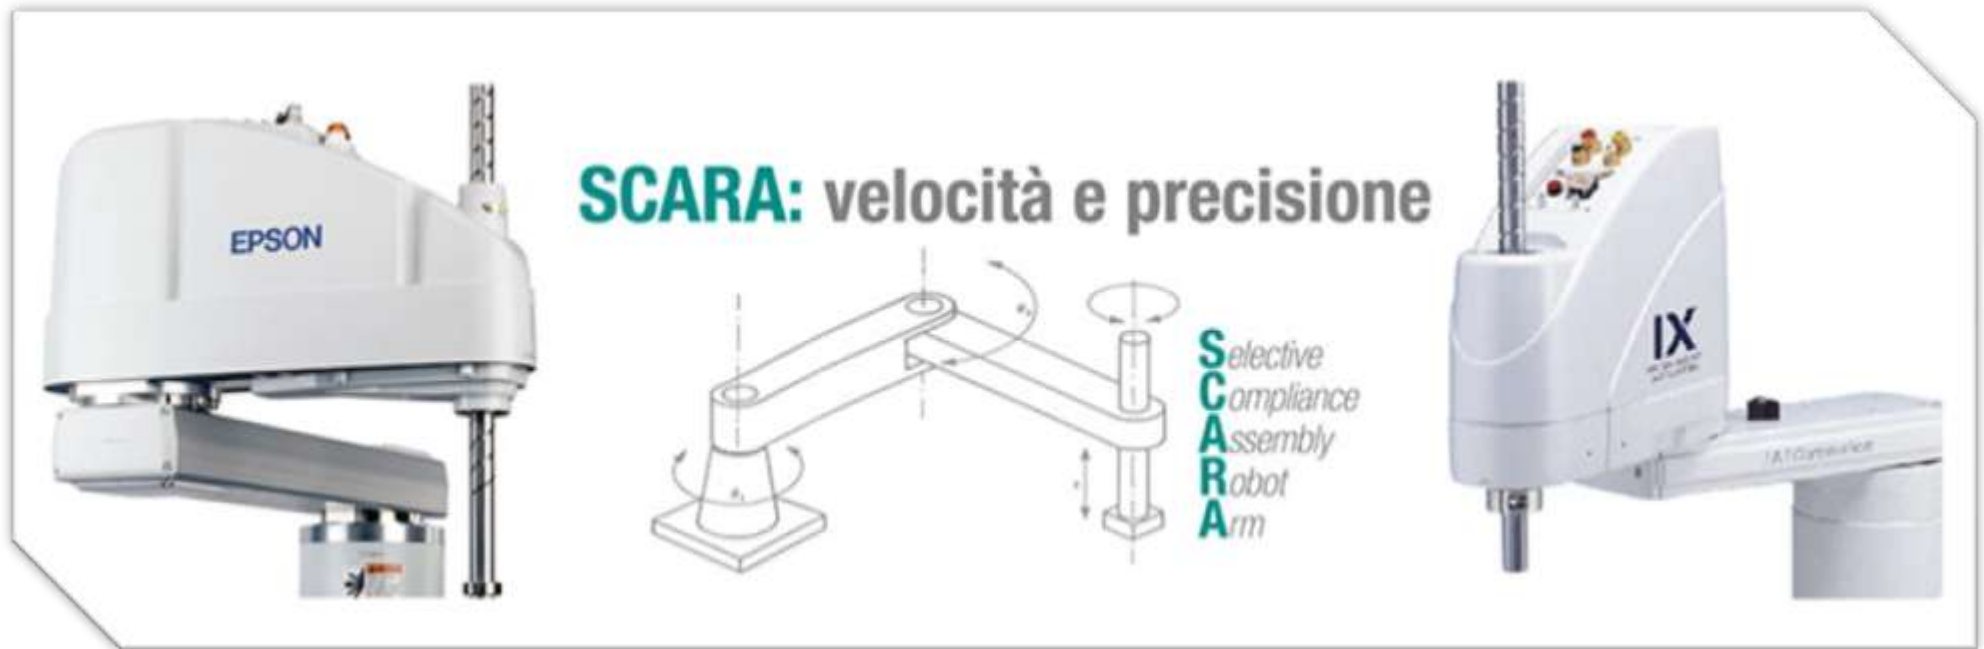 EPSON
SCARA: velocità e precisione
Selective
Compliance
Assembly
Robot
Arm
IX